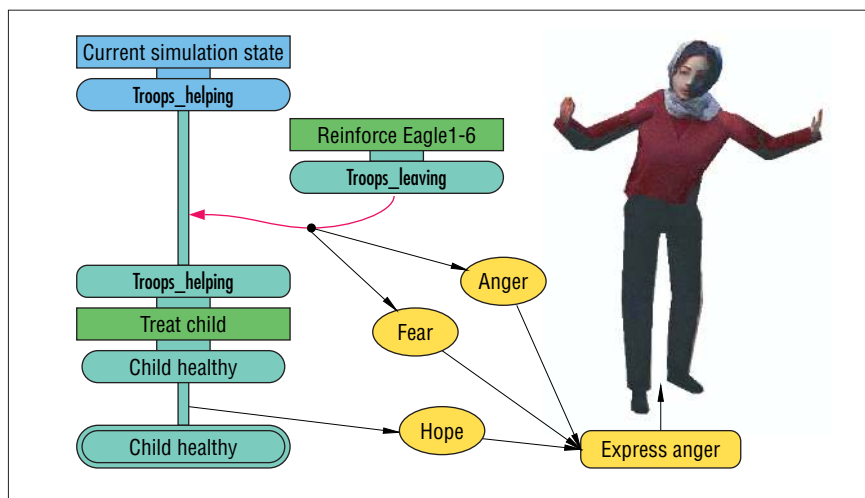 Current simulation state
Troops_helping
Reinforce Eagle1-6
Troops_leaving
Troops_helping
Anger
Treat child
Fear
Child healthy
Hope
Child healthy
Express anger